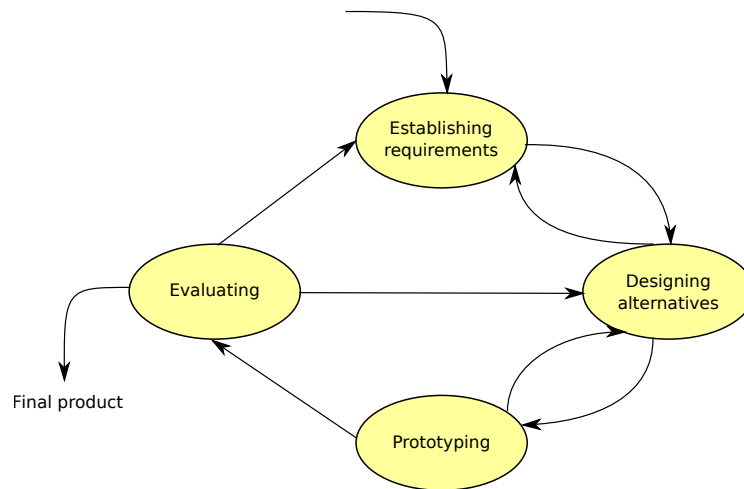 Establishing
requirements
Evaluating
Designing
alternatives
Final product
Prototyping